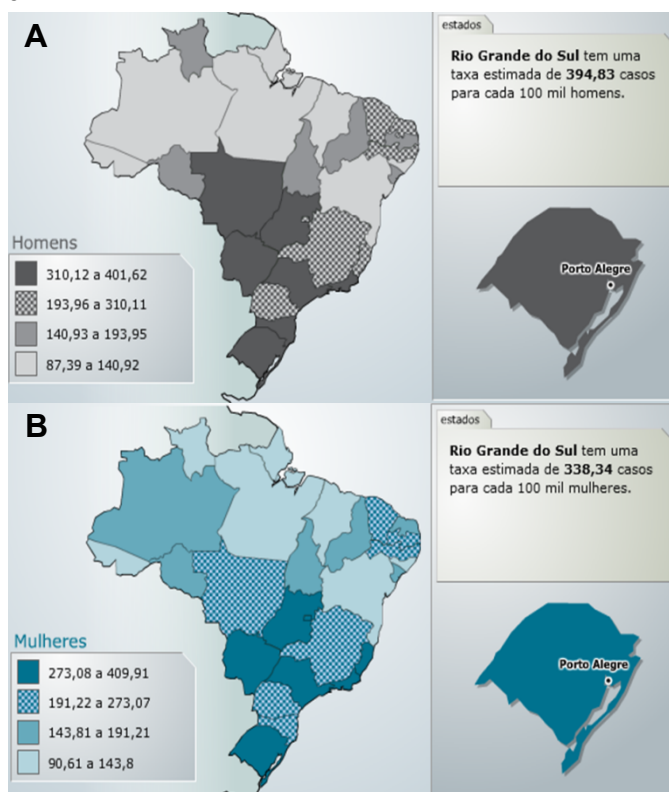 A
estados
Rio Grande do Sul tem uma
taxa estimada de 394,83 casos
para cada 100 mil homens.
Porto Alegre
Homens
310,12 a 401,62
193,96 a 310,11
140,93 a 193,95
87,39 a 140,92
B
estados
Rio Grande do Sul tem uma
taxa estimada de 338,34 casos
para cada 100 mil mulheres.
Porto Alegre
Mulheres
273,08 a 409,91
191,22 a 273,07
143,81 a 191,21
90,61 a 143,8